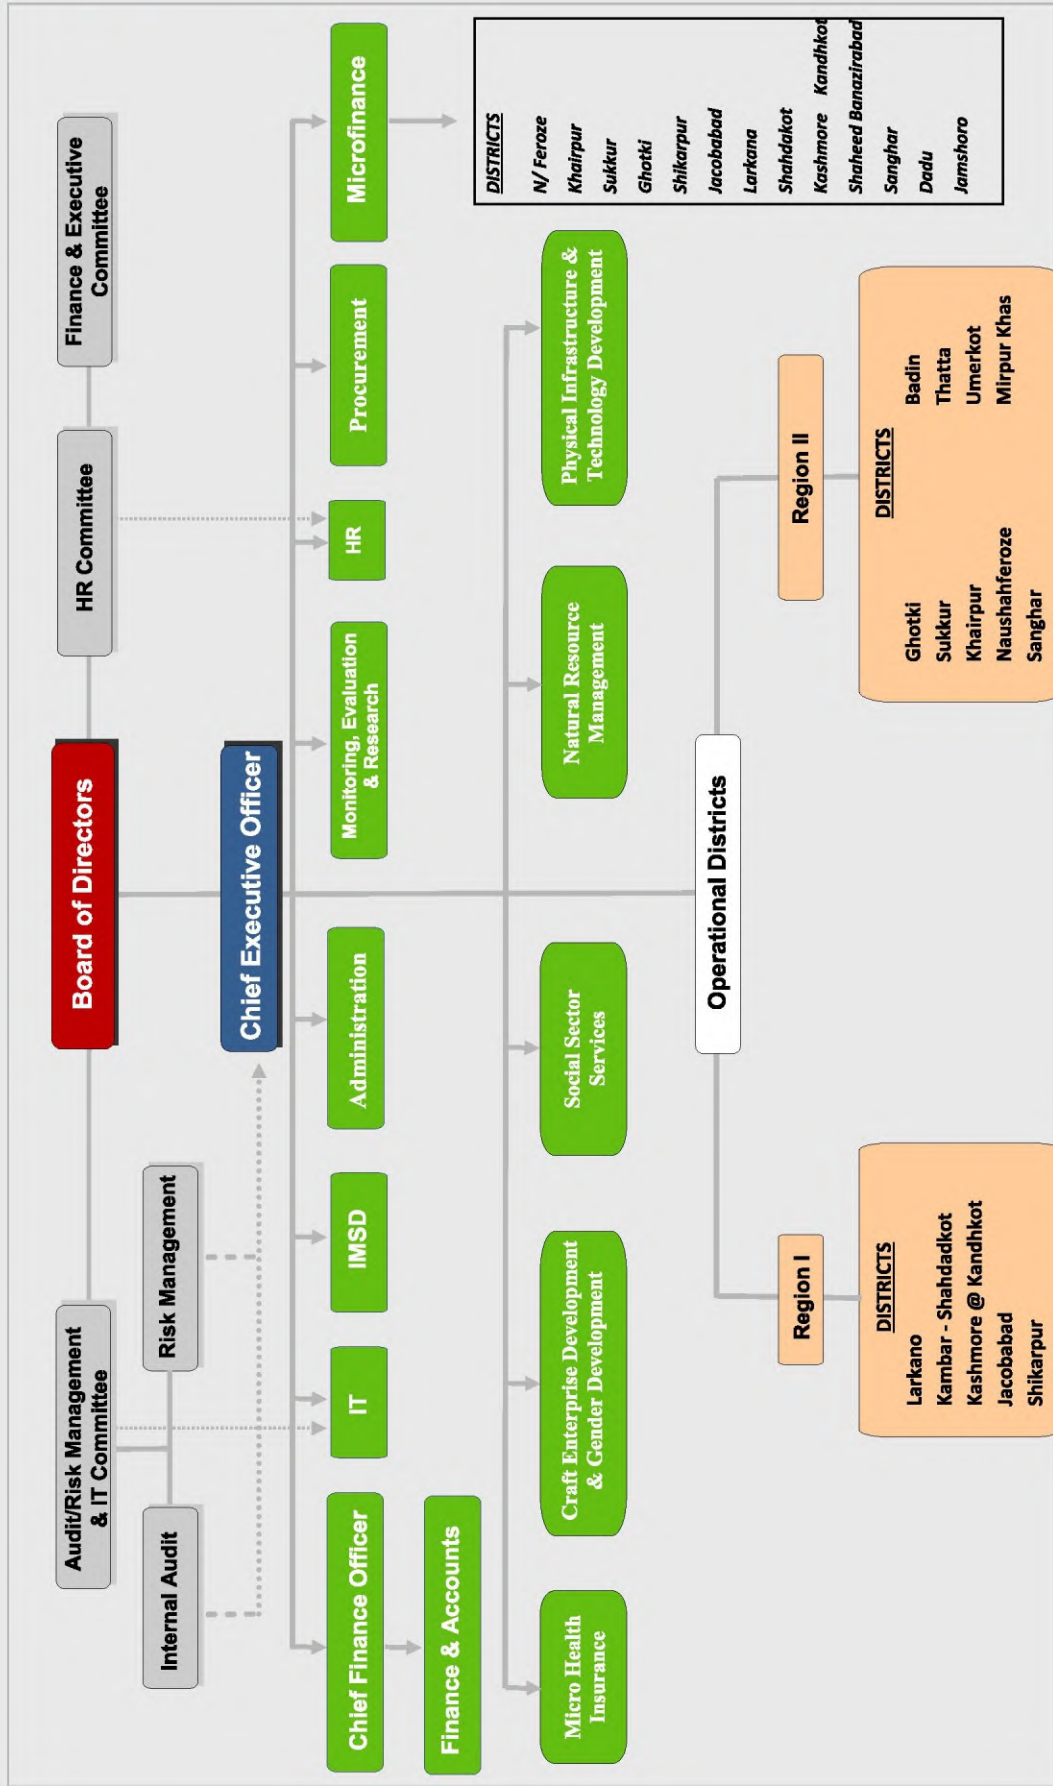 Board of Directors
Audit/Risk Management
& IT Committee
HR Committee
Finance & Executive
Committee
Internal Audit
Risk Management
Chief Executive Officer
Chief Finance Officer
IT
IMSD
Administration
Monitoring, Evaluation
& Research
HR
Procurement
Microfinance
Finance & Accounts
DISTRICTS
N/ Feroze
Khairpur
Sukkur
Ghotki
Shikarpur
Jacobabad
Larkana
Shahdakot
Kashmore Kandhkot
Shaheed Banazirabad
Sanghar
Dadu
Jamshoro
Micro Health
Insurance
Craft Enterprise Development
& Gender Development
Social Sector
Services
Natural Resource
Management
Physical Infrastructure &
Technology Development
Operational Districts
Region I
DISTRICTS
Larkano
Kambar - Shahdadkot
Kashmore @ Kandhkot
Jacobabad
Shikarpur
Region II
DISTRICTS
Ghotki
Sukkur
Khairpur
Naushahferoze
Sanghar
Badin
Thatta
Umerkot
Mirpur Khas